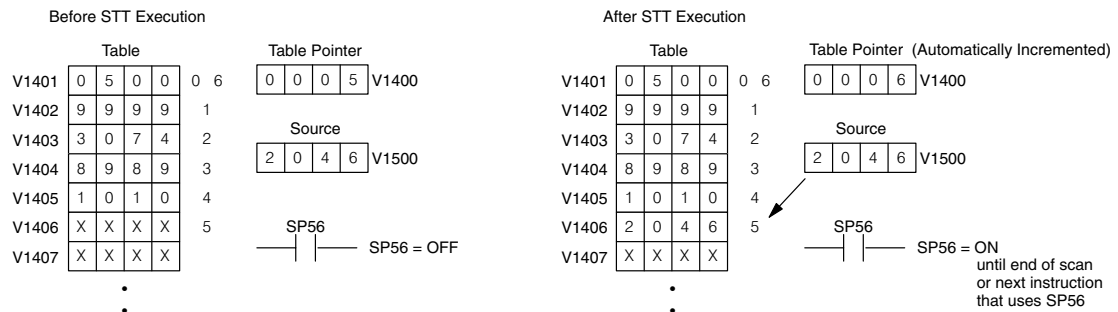 Before STT Execution
After STT Execution
Table
Table Pointer
V1401 0 5 0 0 0 6
0 0 0 5 V1400
V1402 9 9 9 9 1
V1403 3 0 7 4 2
Source
V1404 8 9 8 9 3
2 0 4 6 V1500
V1405 1 0 1 0 4
V1406 X X X X 5
SP56
V1407 X X X X
SP56 = OFF
Table
Table Pointer (Automatically Incremented)
V1401 0 5 0 0 0 6
0 0 0 6 V1400
V1402 9 9 9 9 1
V1403 3 0 7 4 2
Source
V1404 8 9 8 9 3
2 0 4 6 V1500
V1405 1 0 1 0 4
V1406 2 0 4 6 5
SP56
V1407 X X X X
SP56 = ON
until end of scan
or next instruction
that uses SP56